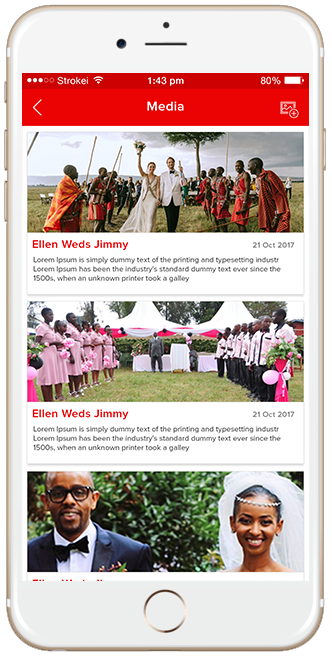 Strokei 1:43 pm 80%
Media
Ellen Weds Jimmy 21 Oct 2017
Lorem Ipsum is simply dummy text of the printing and typesetting industr
Lorem Ipsum has been the industry's standard dummy text ever since the
1500s, when an unknown printer took a galley
Ellen Weds Jimmy 21 Oct 2017
Lorem Ipsum is simply dummy text of the printing and typesetting industr
Lorem Ipsum has been the industry's standard dummy text ever since the
1500s, when an unknown printer took a galley